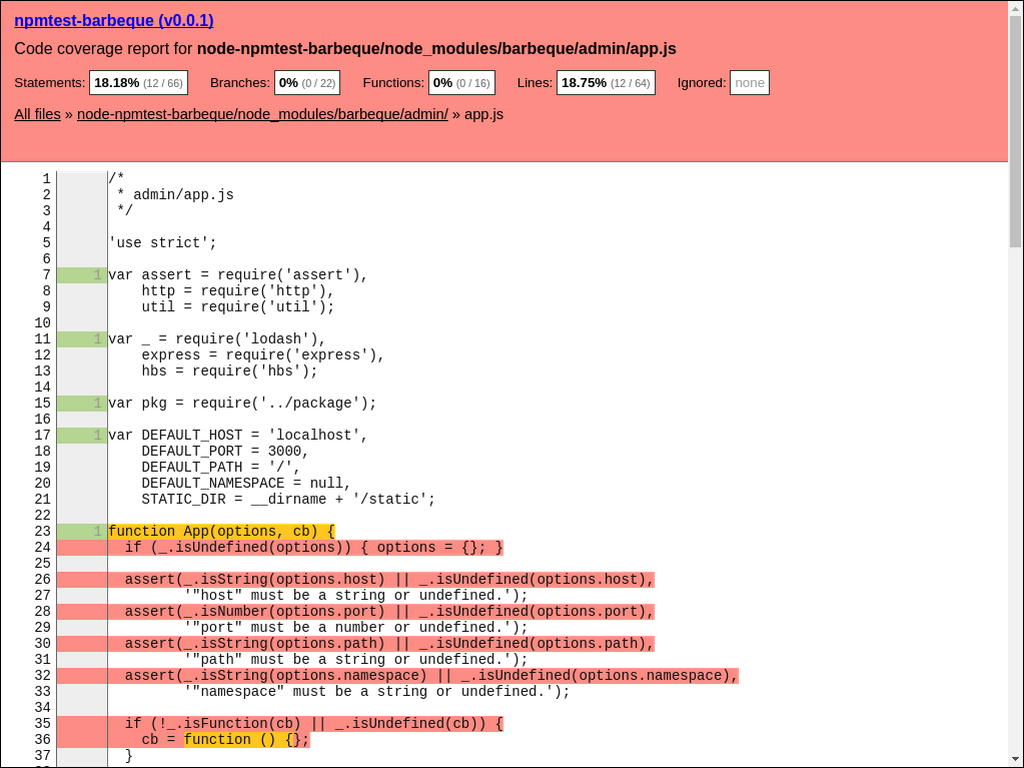 npmtest-barbeque (v0.0.1)
Code coverage report for node-npmtest-barbeque/node_modules/barbeque/admin/app.js
Statements: 18.18% (12 / 66) Branches: 0% (0 / 22) Functions: 0% (0 / 16) Lines: 18.75% (12 / 64) Ignored: none
All files » node-npmtest-barbeque/node_modules/barbeque/admin/ » app.js
1 /*
2  * admin/app.js
3  */
4
5 'use strict';
6
7 1 var assert = require('assert'),
8     http = require('http'),
9     util = require('util');
10
11 1 var _ = require('lodash'),
12     express = require('express'),
13     hbs = require('hbs');
14
15 1 var pkg = require('../package');
16
17 1 var DEFAULT_HOST = 'localhost',
18     DEFAULT_PORT = 3000,
19     DEFAULT_PATH = '/',
20     DEFAULT_NAMESPACE = null,
21     STATIC_DIR = __dirname + '/static';
22
23 1 function App(options, cb) {
24   if (_.isUndefined(options)) { options = {}; }
25
26   assert(_.isString(options.host) || _.isUndefined(options.host),
27          '"host" must be a string or undefined.');
28   assert(_.isNumber(options.port) || _.isUndefined(options.port),
29          '"port" must be a number or undefined.');
30   assert(_.isString(options.path) || _.isUndefined(options.path),
31          '"path" must be a string or undefined.');
32   assert(_.isString(options.namespace) || _.isUndefined(options.namespace),
33          '"namespace" must be a string or undefined.');
34
35   if (!_.isFunction(cb) || _.isUndefined(cb)) {
36     cb = function () {};
37   }